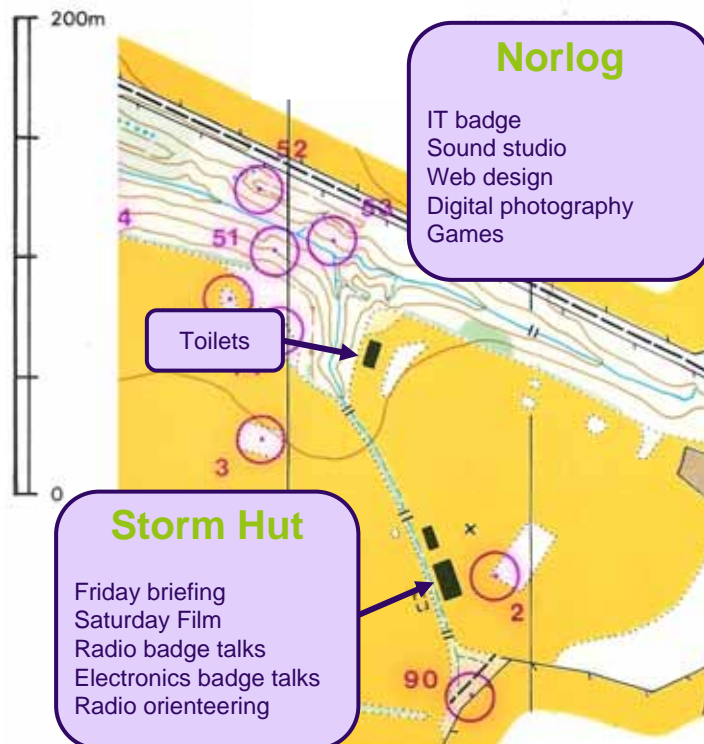 200m
Norlog
IT badge
Sound studio
Web design
Digital photography
Games
52
53
4
51
Toilets
3
0
Storm Hut
Friday briefing
Saturday Film
Radio badge talks
Electronics badge talks
Radio orienteering
2
90